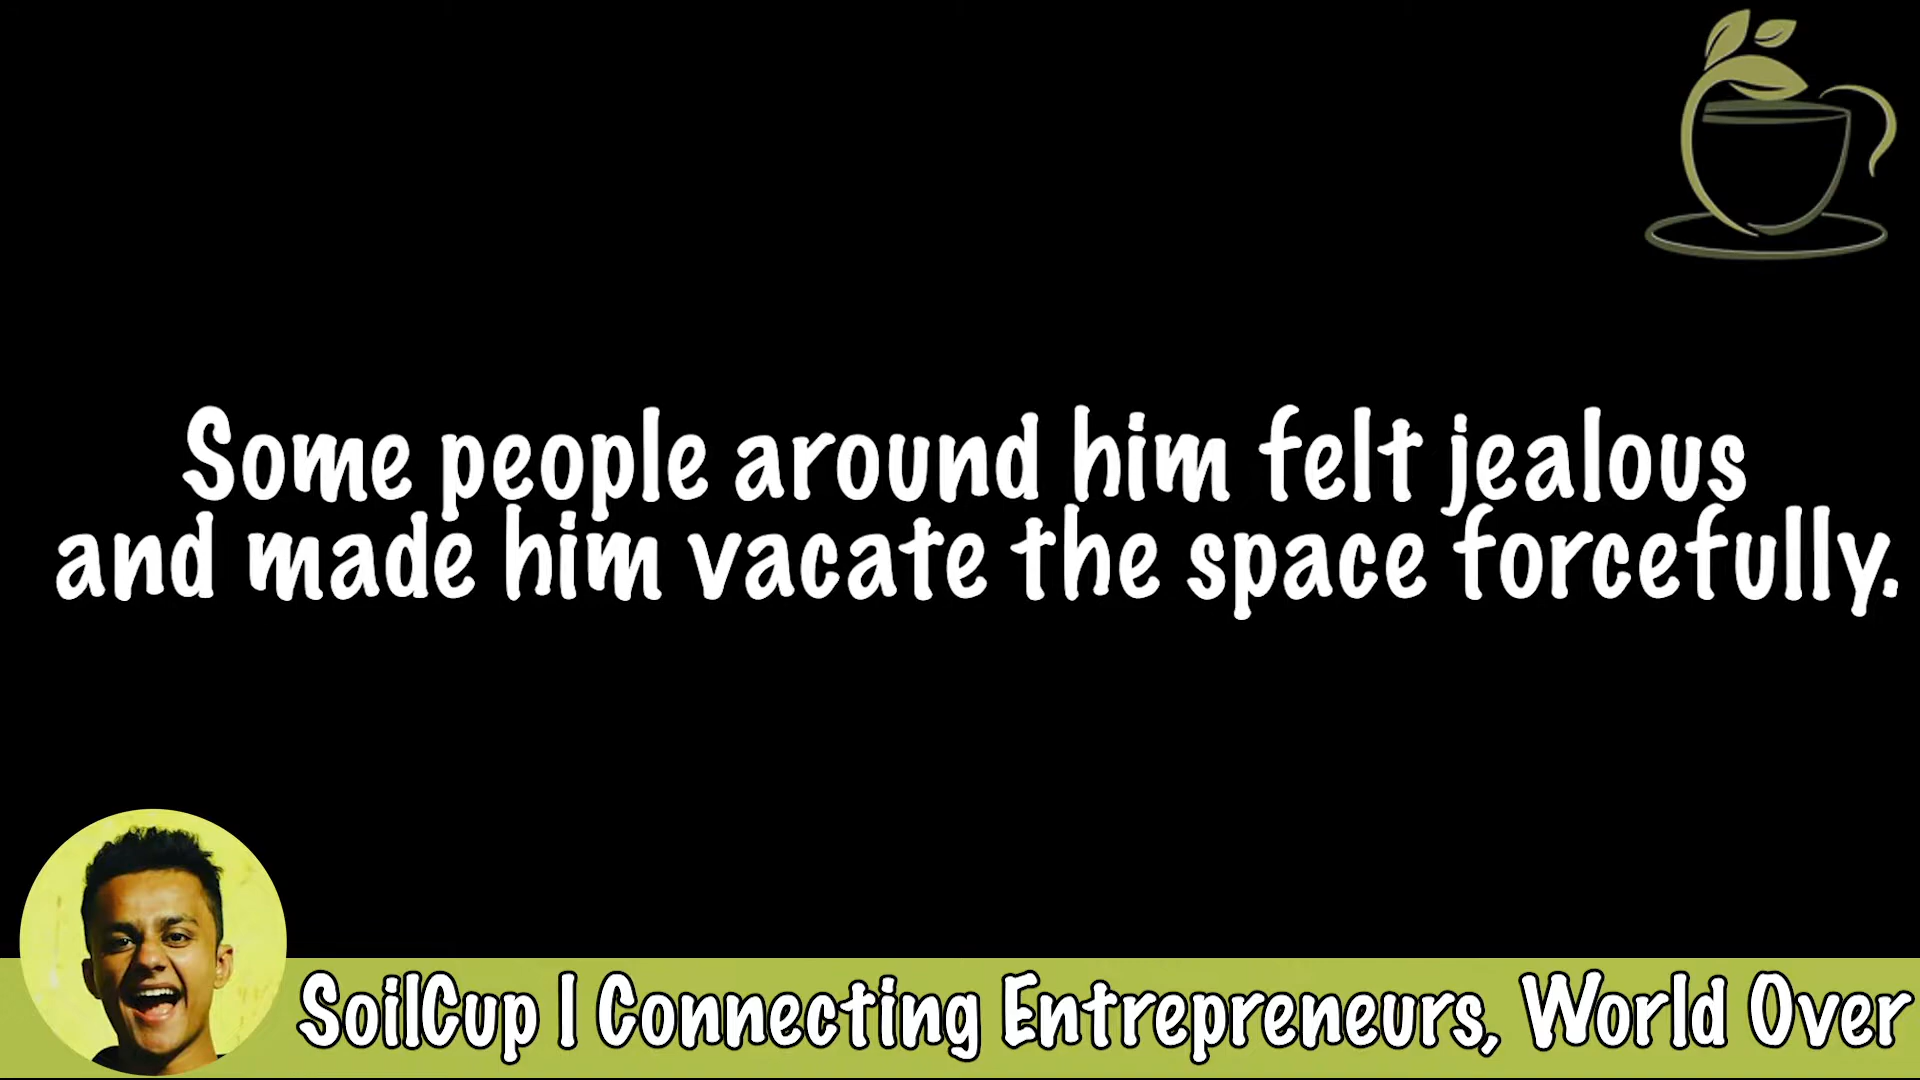 Some people around him felt jealous
and made him vacate the space forcefully.
SoilCup | Connecting Entrepreneurs, World Over